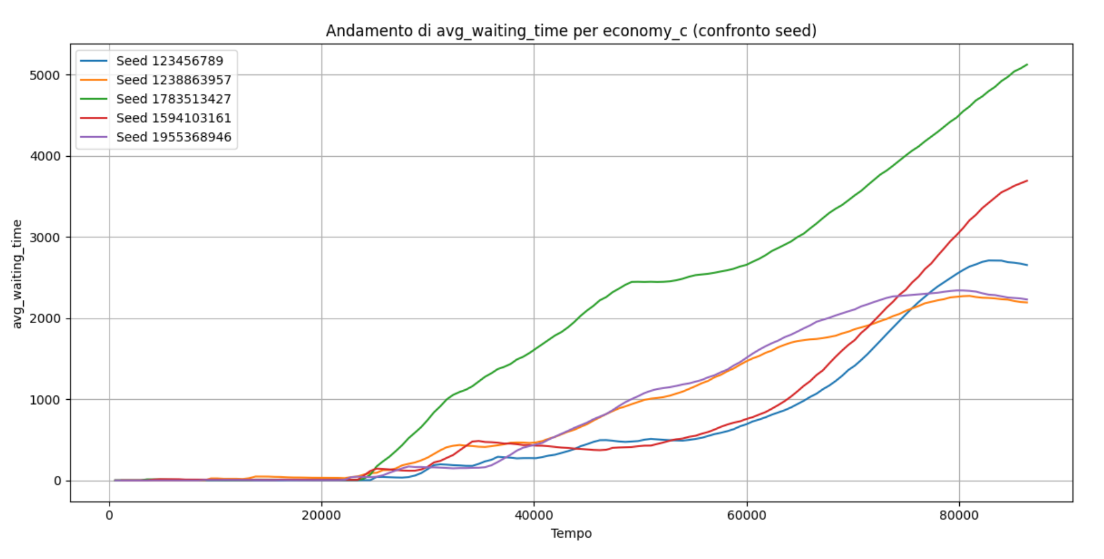 Andamento di avg_waiting_time per economy_c (confronto seed)
Seed 123456789
Seed 1238863957
Seed 1783513427
Seed 1594103161
Seed 1955368946
avg_waiting_time
5000
4000
3000
2000
1000
0
0 20000 40000 60000 80000
Tempo